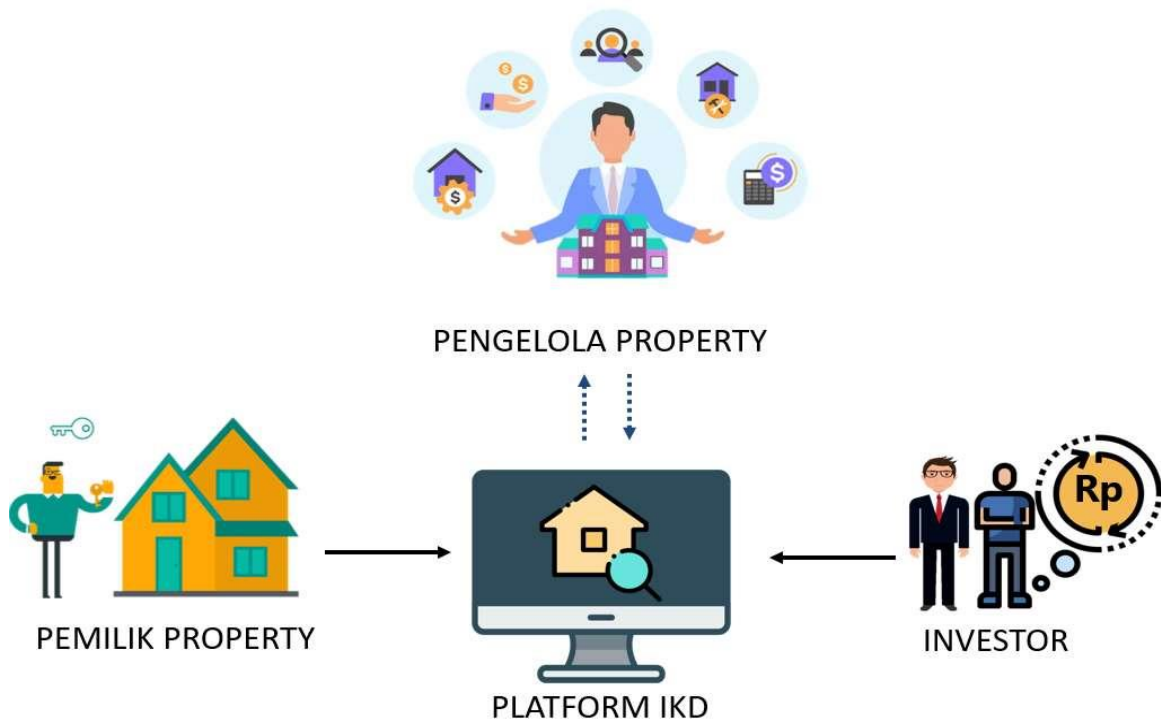 $
$
$
PENGELOLA PROPERTY
Rp
PEMILIK PROPERTY
INVESTOR
PLATFORM IKD